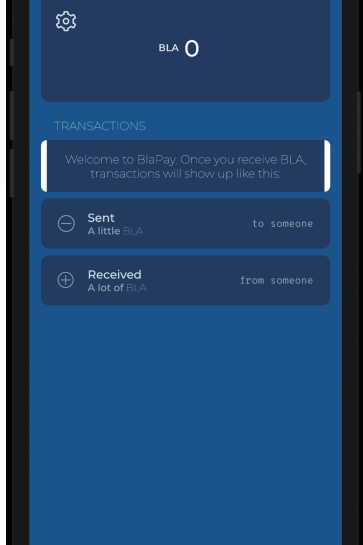 BLA 0
TRANSACTIONS
Welcome to BlaPay. Once you receive BLA,
transactions will show up like this:
Sent
A little BLA
to someone
Received
A lot of BLA
from someone